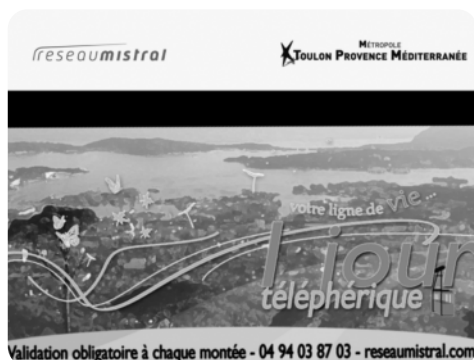 reseaumistral
MÉTROPOLE
TOULON PROVENCE MÉDITERRANÉE
votre ligne de vie ...
1 jour
téléphérique
Validation obligatoire à chaque montée - 04 94 03 87 03 - reseaumistral.com